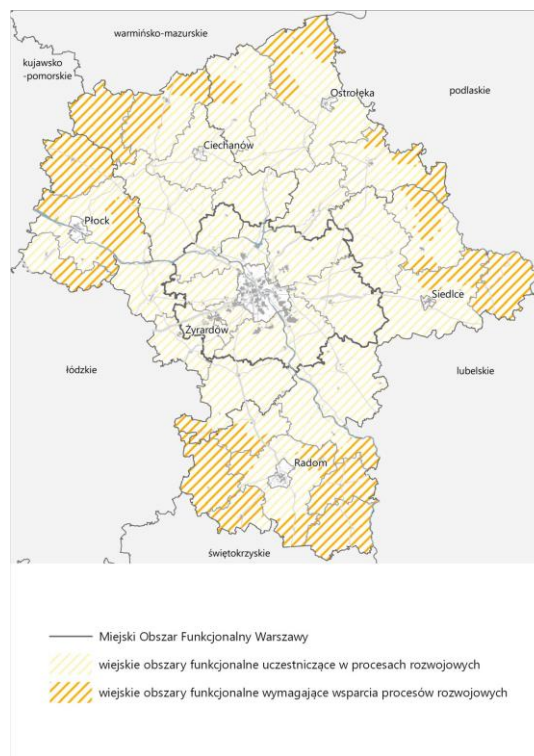 warmińsko-mazurskie
kujawsko
-pomorskie
podlaskie
Ostrołęka
Ciechanów
Płock
Siedlce
Żyrardów
łódzkie
lubelskie
Radom
świętokrzyskie
Miejski Obszar Funkcjonalny Warszawy
wiejskie obszary funkcjonalne uczestniczące w procesach rozwojowych
wiejskie obszary funkcjonalne wymagające wsparcia procesów rozwojowych